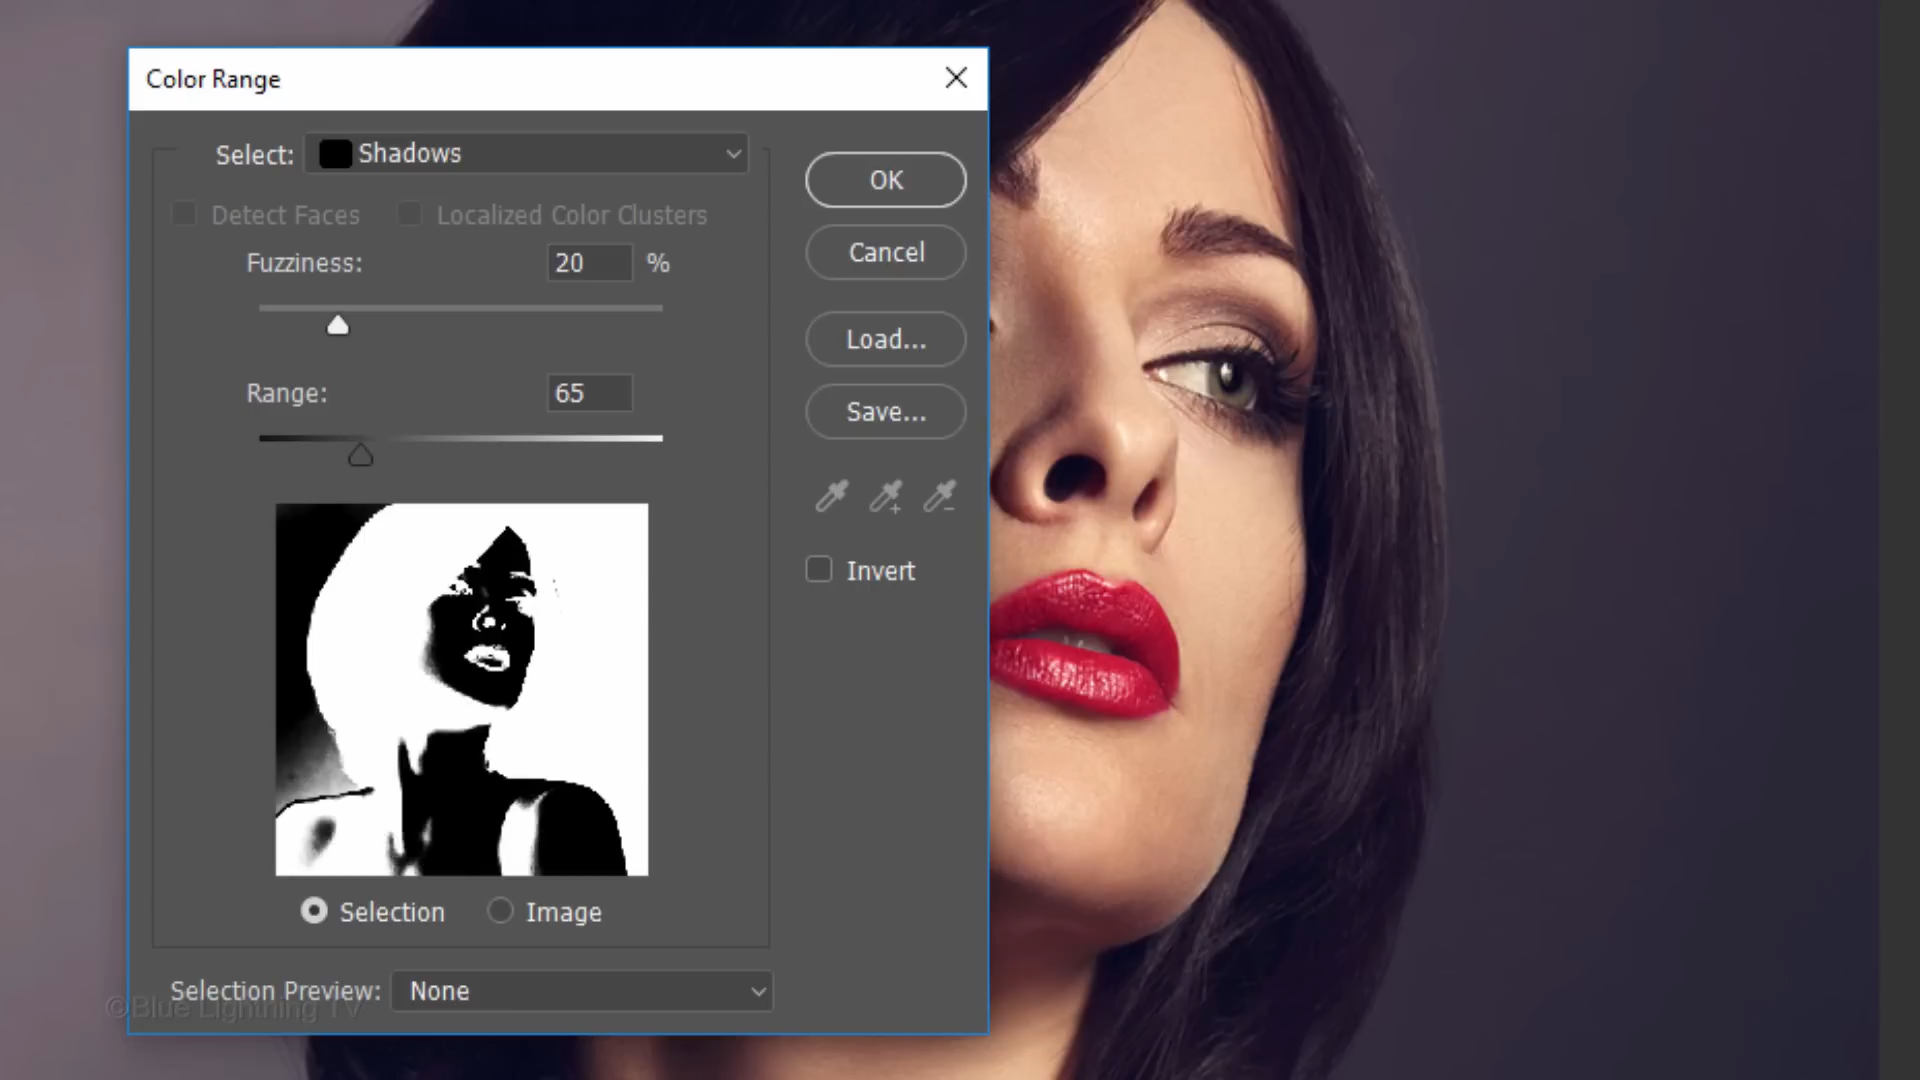 Color Range
Select: Shadows
Detect Faces Localized Color Clusters
Fuzziness: 20 %
Range: 65
OK
Cancel
Load...
Save...
Invert
Selection Image
Selection Preview: None
©Blue Lightning TV